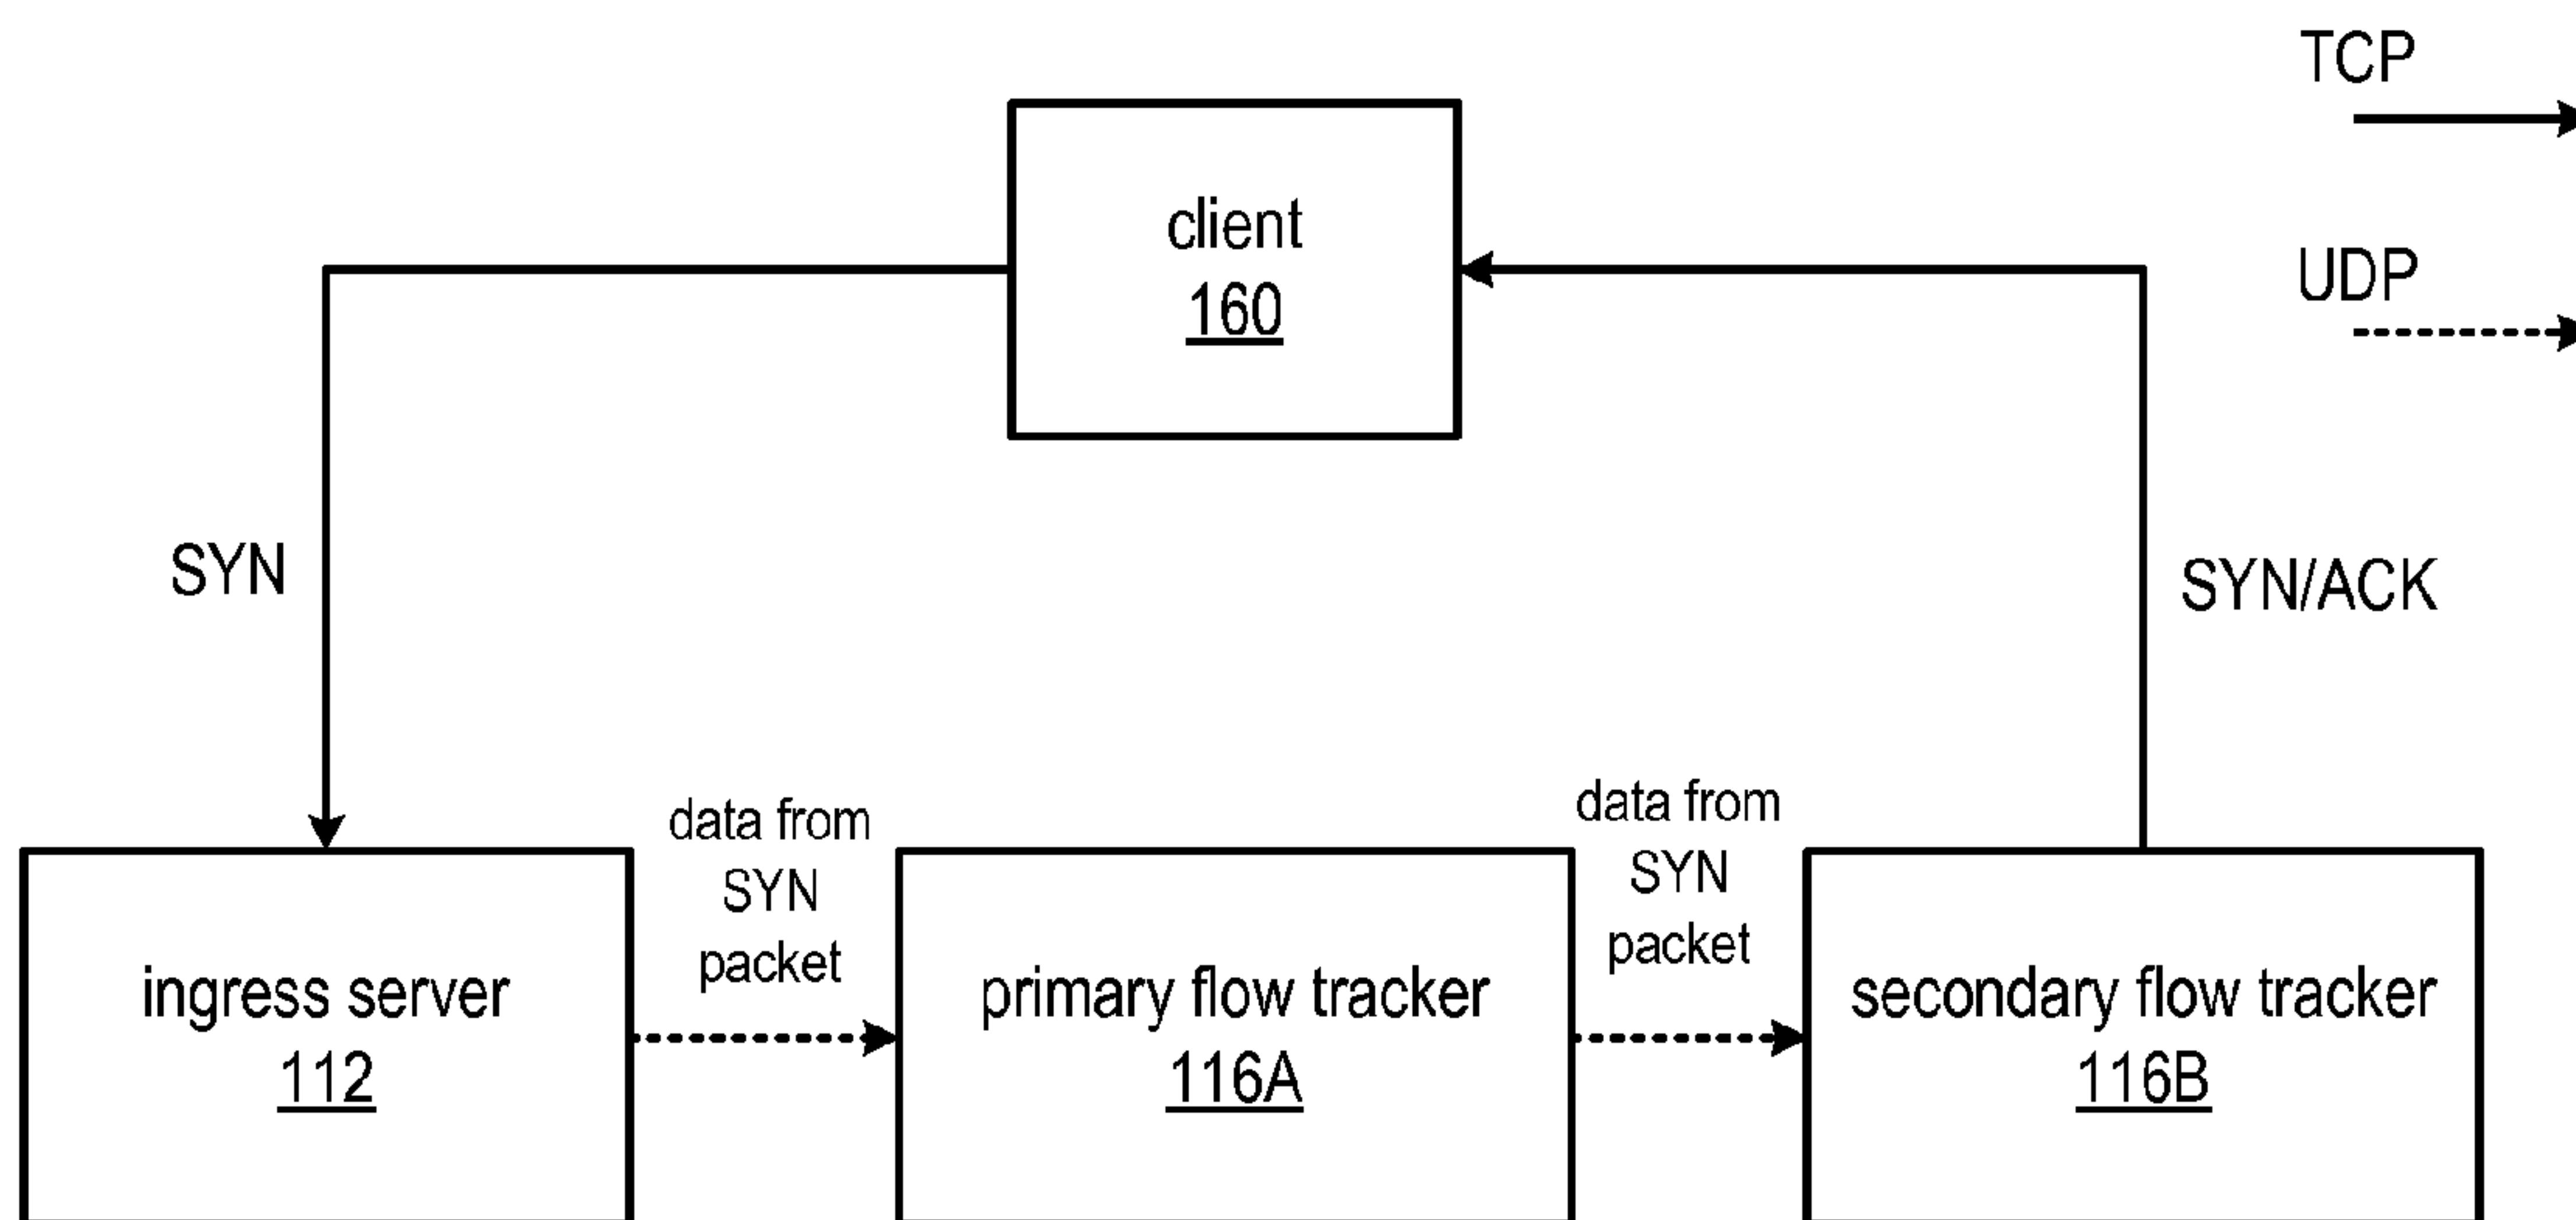 TCP
UDP
client
160
SYN
SYN/ACK
data from
SYN
packet
data from
SYN
packet
ingress server
112
primary flow tracker
116A
secondary flow tracker
116B